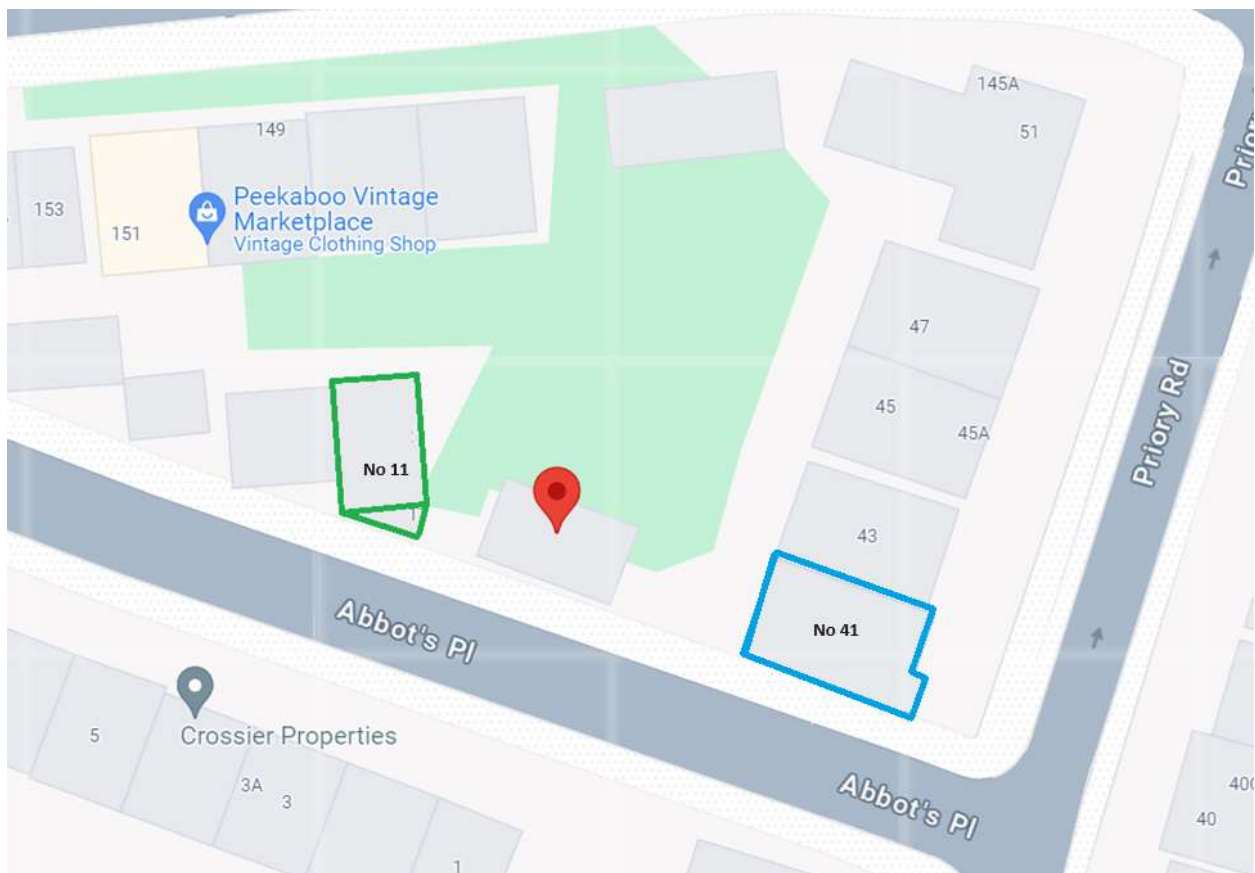 145A
51
149
153
151
Peekaboo Vintage
Marketplace
Vintage Clothing Shop
47
45
45A
No 11
43
No 41
Priory Rd
Abbot's Pl
5
Crossier Properties
3A
3
1
Abbot's Pl
40